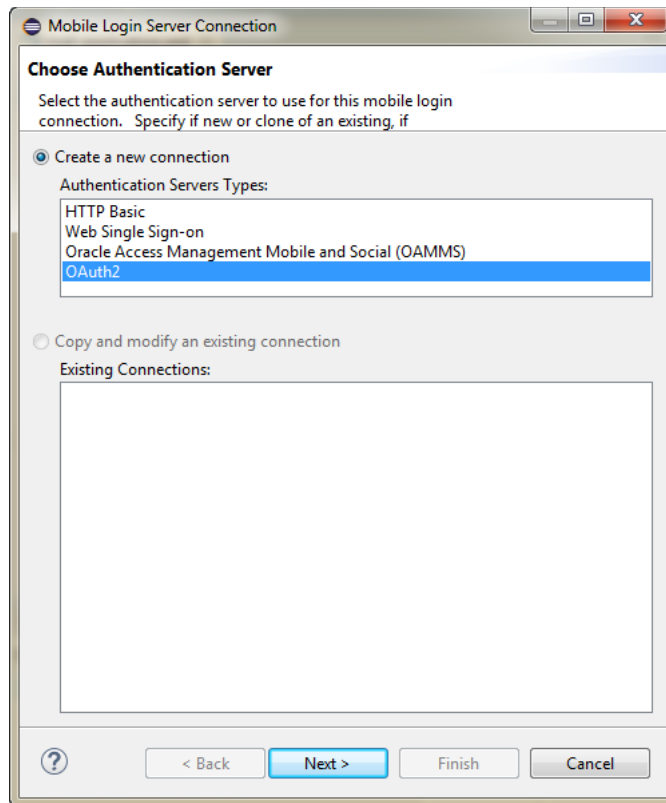 Mobile Login Server Connection
Choose Authentication Server
Select the authentication server to use for this mobile login
connection. Specify if new or clone of an existing, if
Create a new connection
Authentication Servers Types:
HTTP Basic
Web Single Sign-on
Oracle Access Management Mobile and Social (OAMMS)
OAuth2
Copy and modify an existing connection
Existing Connections:
? < Back Next > Finish Cancel